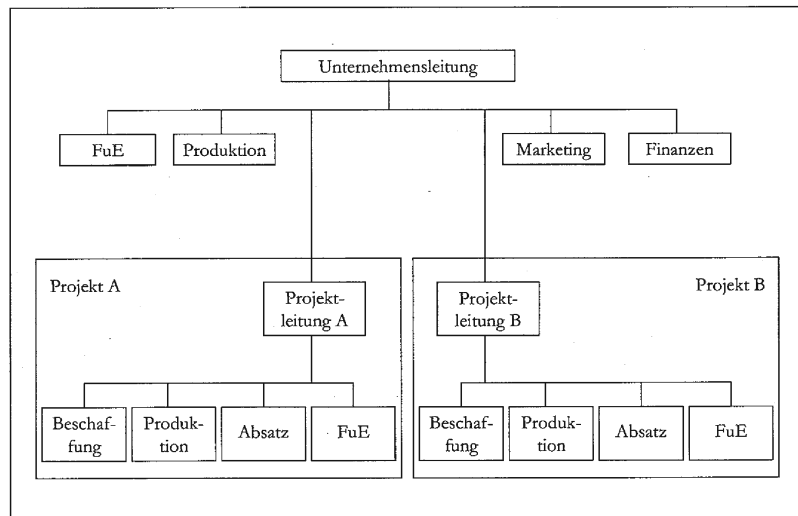 Unternehmensleitung
FuE
Produktion
Marketing
Finanzen
Projekt A
Projekt-
leitung A
Projekt-
leitung B
Projekt B
Beschaf-
fung
Produk-
tion
Absatz
FuE
Beschaf-
fung
Produk-
tion
Absatz
FuE